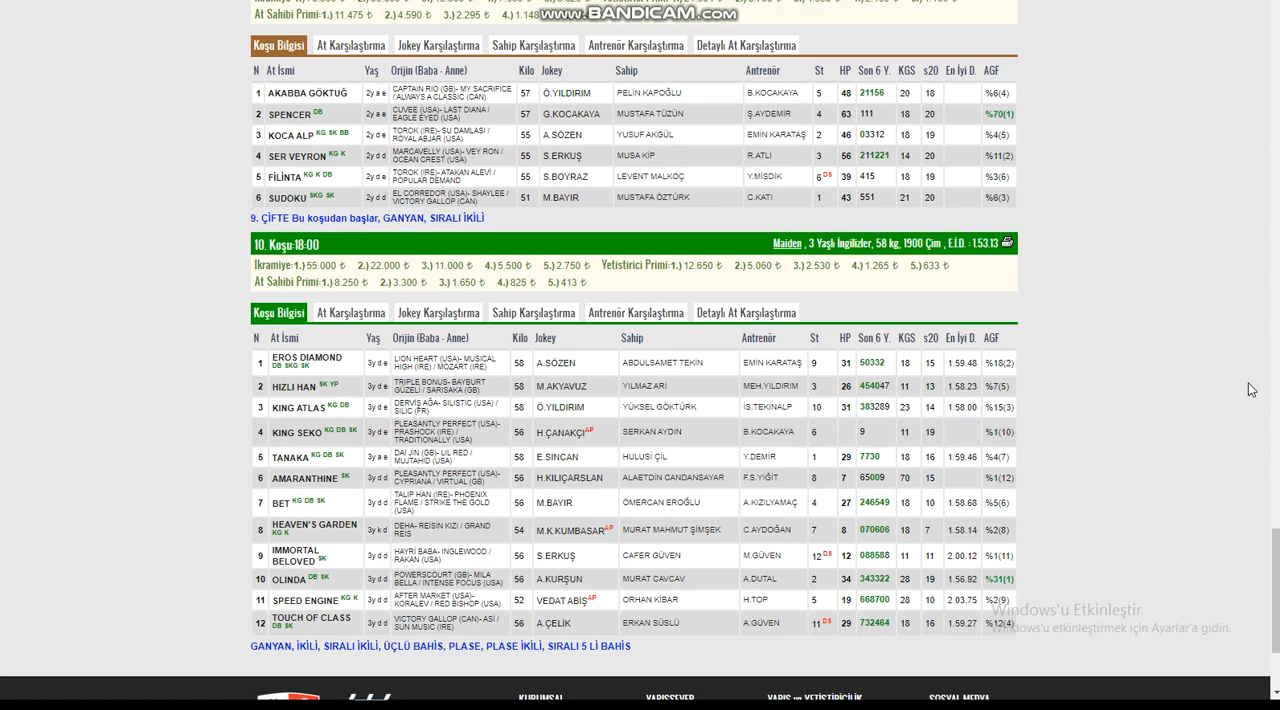 At Sahibi Primi:1.) 11.475 ₺ 2.) 4.590 ₺ 3.) 2.295 ₺ 4.) 1.148
www.BANDICAM.com
Koşu Bilgisi At Karşılaştırma Jokey Karşılaştırma Sahip Karşılaştırma Antrenör Karşılaştırma Detaylı At Karşılaştırma
N At İsmi Yaş Orijin (Baba - Anne) Kilo Jokey Sahip Antrenör St HP Son 6 Y. KGS s20 En İyi D. AGF
1 AKABBA GÖKTUĞ 2y a e CAPTAIN RIO (GB)- MY SACRIFICE / ALWAYS A CLASSIC (CAN) 57 Ö.YILDIRIM PELİN KAPOĞLU B.KOCAKAYA 5 48 21156 20 18 %6(4)
2 SPENCER DB 2y d e CUVEE (USA)- LAST DIANA / EAGLE EYED (USA) 57 G.KOCAKAYA MUSTAFA TÜZÜN Ş.AYDEMİR 4 63 111 18 20 %70(1)
3 KOCA ALP KG SK BB 2y d e TOROK (IRE)- SU DAMLASI / ROYAL ABJAR (USA) 55 A.SÖZEN YUSUF AKGÜL EMİN KARATAŞ 2 46 03312 18 19 %4(5)
4 SER VEYRON KG K 2y d d MARCAVELLY (USA)- VEY RON / OCEAN CREST (USA) 55 S.ERKUŞ MUSA KİP R.ATLI 3 56 211221 14 20 %11(2)
5 FİLİNTA KG K DB 2y d e TOROK (IRE)- ATAKAN ALEVİ / POPULAR DEMAND 55 S.BOYRAZ LEVENT MALKOÇ Y.MİSDİK 6 DS 39 415 18 19 %3(6)
6 SUDOKU SKG SK 2y d d EL CORREDOR (USA)- SHAYLEE / VICTORY GALLOP (CAN) 51 M.BAYIR MUSTAFA ÖZTÜRK C.KATI 1 43 551 21 20 %6(3)
9. ÇİFTE Bu koşudan başlar, GANYAN, SIRALI İKİLİ
10. Koşu:18:00 Maiden , 3 Yaşlı İngilizler, 58 kg, 1900 Çim , E.İ.D. : 1.53.13
Ikramiye:1.) 55.000 ₺ 2.) 22.000 ₺ 3.) 11.000 ₺ 4.) 5.500 ₺ 5.) 2.750 ₺ Yetistirici Primi:1.) 12.650 ₺ 2.) 5.060 ₺ 3.) 2.530 ₺ 4.) 1.265 ₺ 5.) 633 ₺
At Sahibi Primi:1.) 8.250 ₺ 2.) 3.300 ₺ 3.) 1.650 ₺ 4.) 825 ₺ 5.) 413 ₺
Koşu Bilgisi At Karşılaştırma Jokey Karşılaştırma Sahip Karşılaştırma Antrenör Karşılaştırma Detaylı At Karşılaştırma
N At İsmi Yaş Orijin (Baba - Anne) Kilo Jokey Sahip Antrenör St HP Son 6 Y. KGS s20 En İyi D. AGF
1 EROS DIAMOND DB SKG SK 3y d e LION HEART (USA)- MUSICAL HIGH (IRE) / MOZART (IRE) 58 A.SÖZEN ABDULSAMET TEKİN EMİN KARATAŞ 9 31 50332 18 15 1.59.48 %18(2)
2 HIZLI HAN SK YP 3y d e TRIPLE BONUS- BAYBURT GÜZELİ / SARISAKA (GB) 58 M.AKYAVUZ YILMAZ ARİ MEH.YILDIRIM 3 26 454047 11 13 1.58.23 %7(5)
3 KING ATLAS KG DB 3y d e DERVİŞ AĞA- SILISTIC (USA) / SILIC (FR) 58 Ö.YILDIRIM YÜKSEL GÖKTÜRK İS.TEKİNALP 10 31 383289 23 14 1.58.00 %15(3)
4 KING SEKO KG DB SK 3y d e PLEASANTLY PERFECT (USA)- PRASHOCK (IRE) / TRADITIONALLY (USA) 56 H.ÇANAKÇI AP SERKAN AYDIN B.KOCAKAYA 6 9 11 19 %1(10)
5 TANAKA KG DB SK 3y a e DAI JIN (GB)- LIL RED / MUJTAHID (USA) 58 E.SİNCAN HULUSİ ÇİL Y.DEMİR 1 29 7730 18 16 1.59.46 %4(7)
6 AMARANTHINE SK 3y d d PLEASANTLY PERFECT (USA)- CYPRIANA / VIRTUAL (GB) 56 H.KILIÇARSLAN ALAETDİN CANDANSAYAR F.S.YİĞİT 8 7 65009 70 15 %1(12)
7 BET KG DB SK 3y d d TALIP HAN (IRE)- PHOENIX FLAME / STRIKE THE GOLD (USA) 56 M.BAYIR ÖMERCAN EROĞLU A.KIZILYAMAÇ 4 27 246549 18 10 1.58.68 %5(6)
8 HEAVEN'S GARDEN KG K 3y k d DEHA- REİSİN KIZI / GRAND REIS 54 M.K.KUMBASAR AP MURAT MAHMUT ŞİMŞEK C.AYDOĞAN 7 8 070606 18 7 1.58.14 %2(8)
9 IMMORTAL BELOVED SK 3y d d HAYRİ BABA- INGLEWOOD / RAKAN (USA) 56 S.ERKUŞ CAFER GÜVEN M.GÜVEN 12 DS 12 088588 11 11 2.00.12 %1(11)
10 OLINDA DB SK 3y d d POWERSCOURT (GB)- MILA BELLA / INTENSE FOCUS (USA) 56 A.KURŞUN MURAT CAVCAV A.DUTAL 2 34 343322 28 19 1.56.92 %31(1)
11 SPEED ENGINE KG K 3y d d AFTER MARKET (USA)- KORALEV / RED BISHOP (USA) 52 VEDAT ABİŞ AP ORHAN KİBAR H.TOP 5 19 668700 28 10 2.03.75 %2(9)
12 TOUCH OF CLASS DB SK 3y d d VICTORY GALLOP (CAN)- ASİ / SUN MUSIC (IRE) 56 A.ÇELİK ERKAN SÜSLÜ A.GÜVEN 11 DS 29 732464 18 16 1.59.27 %12(4)
Windows'u Etkinleştir
Windows'u etkinleştirmek için Ayarlar'a gidin.
GANYAN, İKİLİ, SIRALI İKİLİ, ÜÇLÜ BAHİS, PLASE, PLASE İKİLİ, SIRALI 5 Lİ BAHİS
KURUMSAL YARIŞSEVER YARIŞ ve YETİŞTİRİCİLİK SOSYAL MEDYA